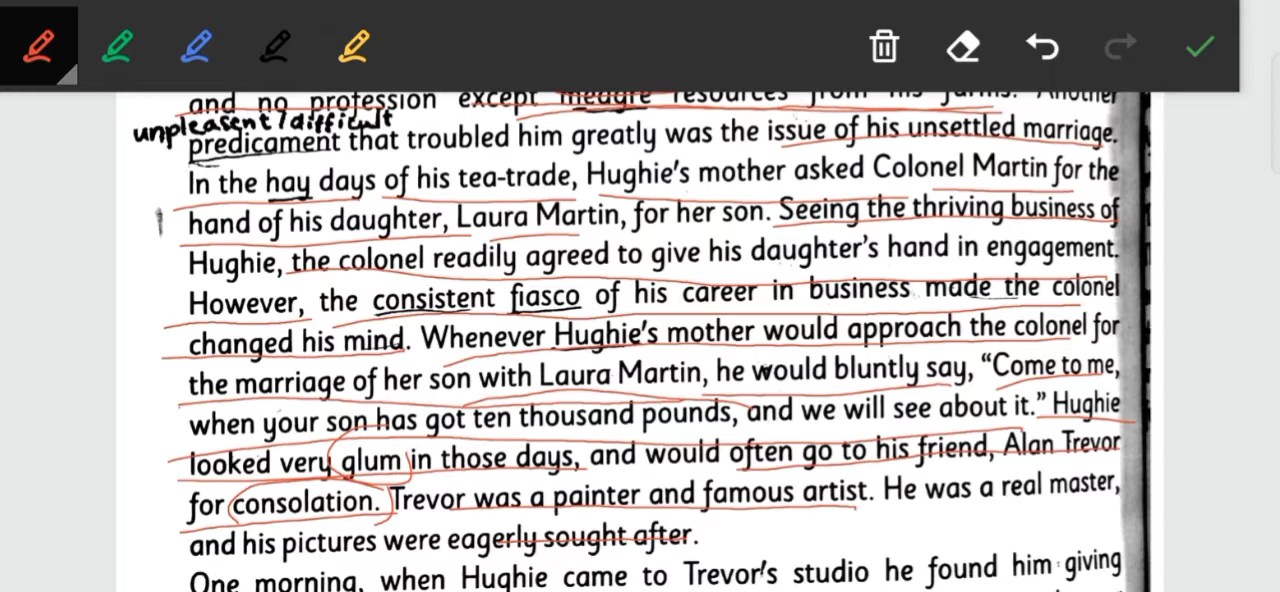 and no profession except meagre resources from his farms. Another
unpleasent/difficult
predicament that troubled him greatly was the issue of his unsettled marriage.
In the hay days of his tea-trade, Hughie's mother asked Colonel Martin for the
hand of his daughter, Laura Martin, for her son. Seeing the thriving business of
Hughie, the colonel readily agreed to give his daughter's hand in engagement.
However, the consistent fiasco of his career in business made the colonel
changed his mind. Whenever Hughie's mother would approach the colonel for
the marriage of her son with Laura Martin, he would bluntly say, “Come to me,
when your son has got ten thousand pounds, and we will see about it.” Hughie
looked very glum in those days, and would often go to his friend, Alan Trevor
for consolation. Trevor was a painter and famous artist. He was a real master,
and his pictures were eagerly sought after.
One morning, when Hughie came to Trevor's studio he found him giving